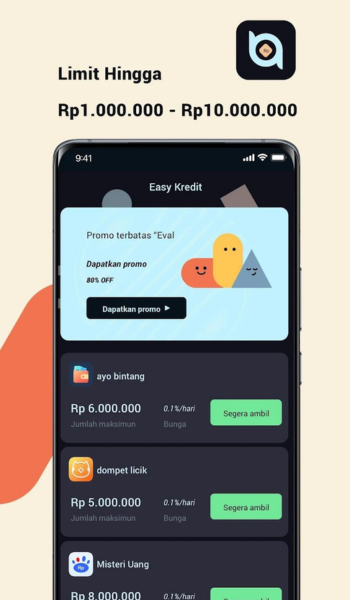 Limit Hingga
Rp1.000.000 - Rp10.000.000
9:41
Easy Kredit
Promo terbatas "Eval
Dapatkan promo
80% OFF
Dapatkan promo
ayo bintang
Rp 6.000.000
0.1%/hari
Segera ambil
Jumlah maksimun
Bunga
dompet licik
Rp 5.000.000
0.1%/hari
Segera ambil
Jumlah maksimun
Bunga
Misteri Uang
Rp 8.000.000
0.1%/hari